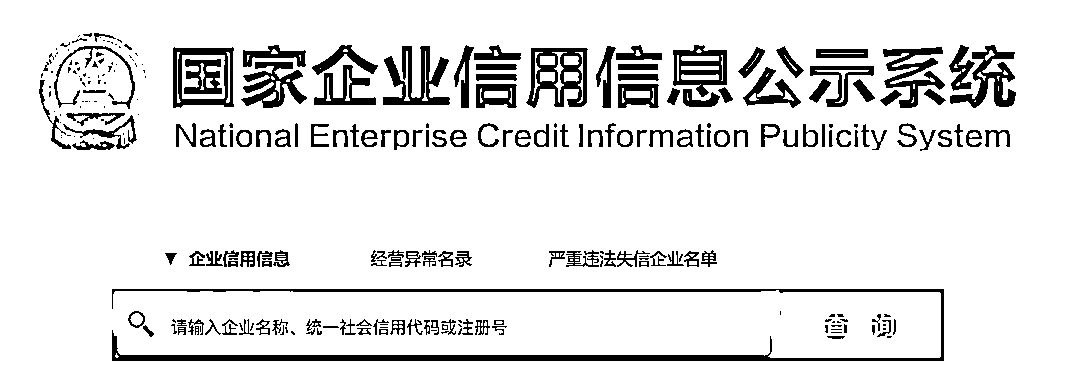 国家企业信用信息公示系统
National Enterprise Credit Information Publicity System
▼ 企业信用信息 经营异常名录 严重违法失信企业名单
请输入企业名称、统一社会信用代码或注册号 查 询